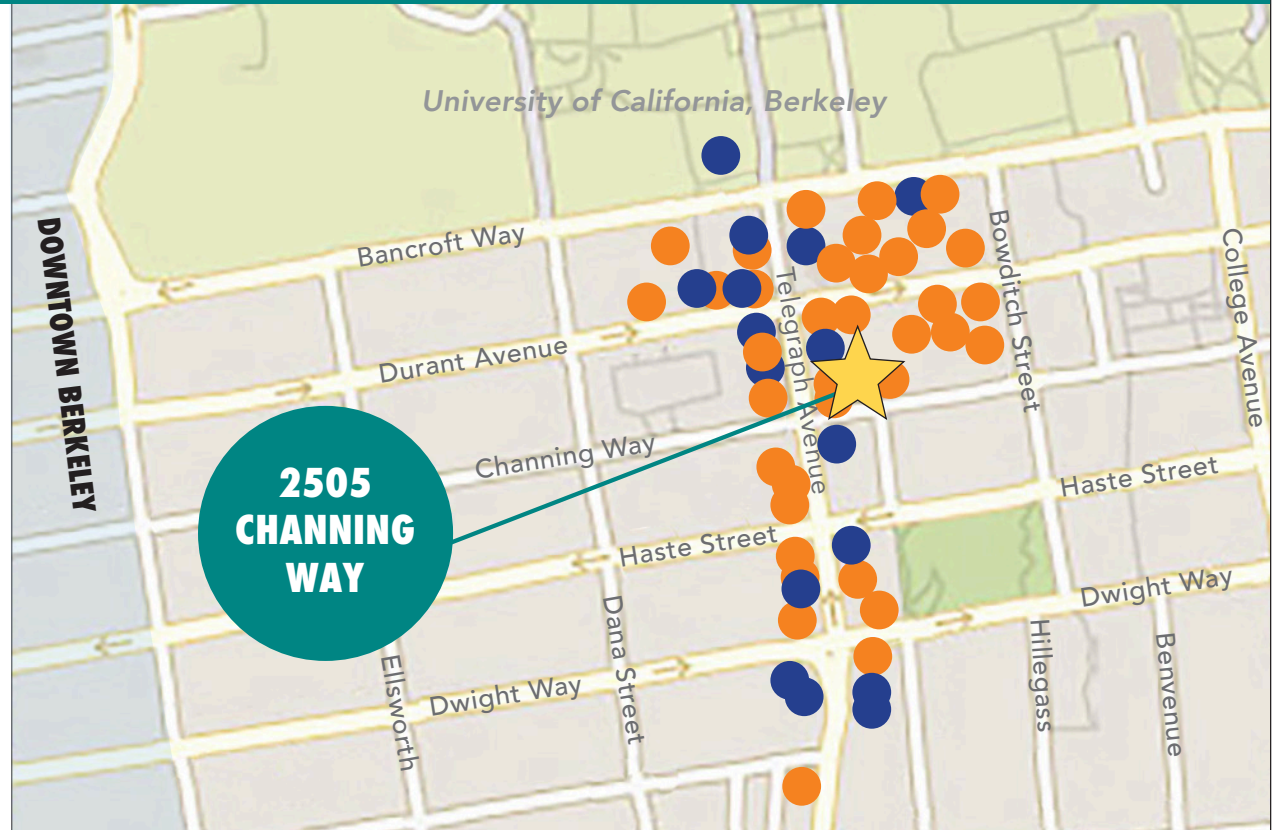 University of California, Berkeley
DOWNTOWN BERKELEY
Bancroft Way
Bowditch Street
College Avenue
Telegraph Avenue
Durant Avenue
Channing Way
Haste Street
2505
CHANNING
WAY
Haste Street
Dwight Way
Dana Street
Hillegass
Benvenue
Ellsworth
Dwight Way